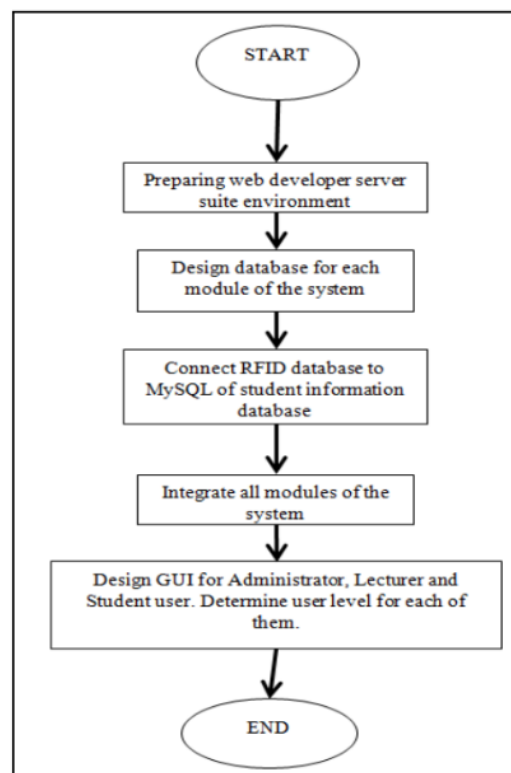 START
Preparing web developer server
suite environment
Design database for each
module of the system
Connect RFID database to
MySQL of student information
database
Integrate all modules of the
system
Design GUI for Administrator, Lecturer and
Student user. Determine user level for each of
them.
END